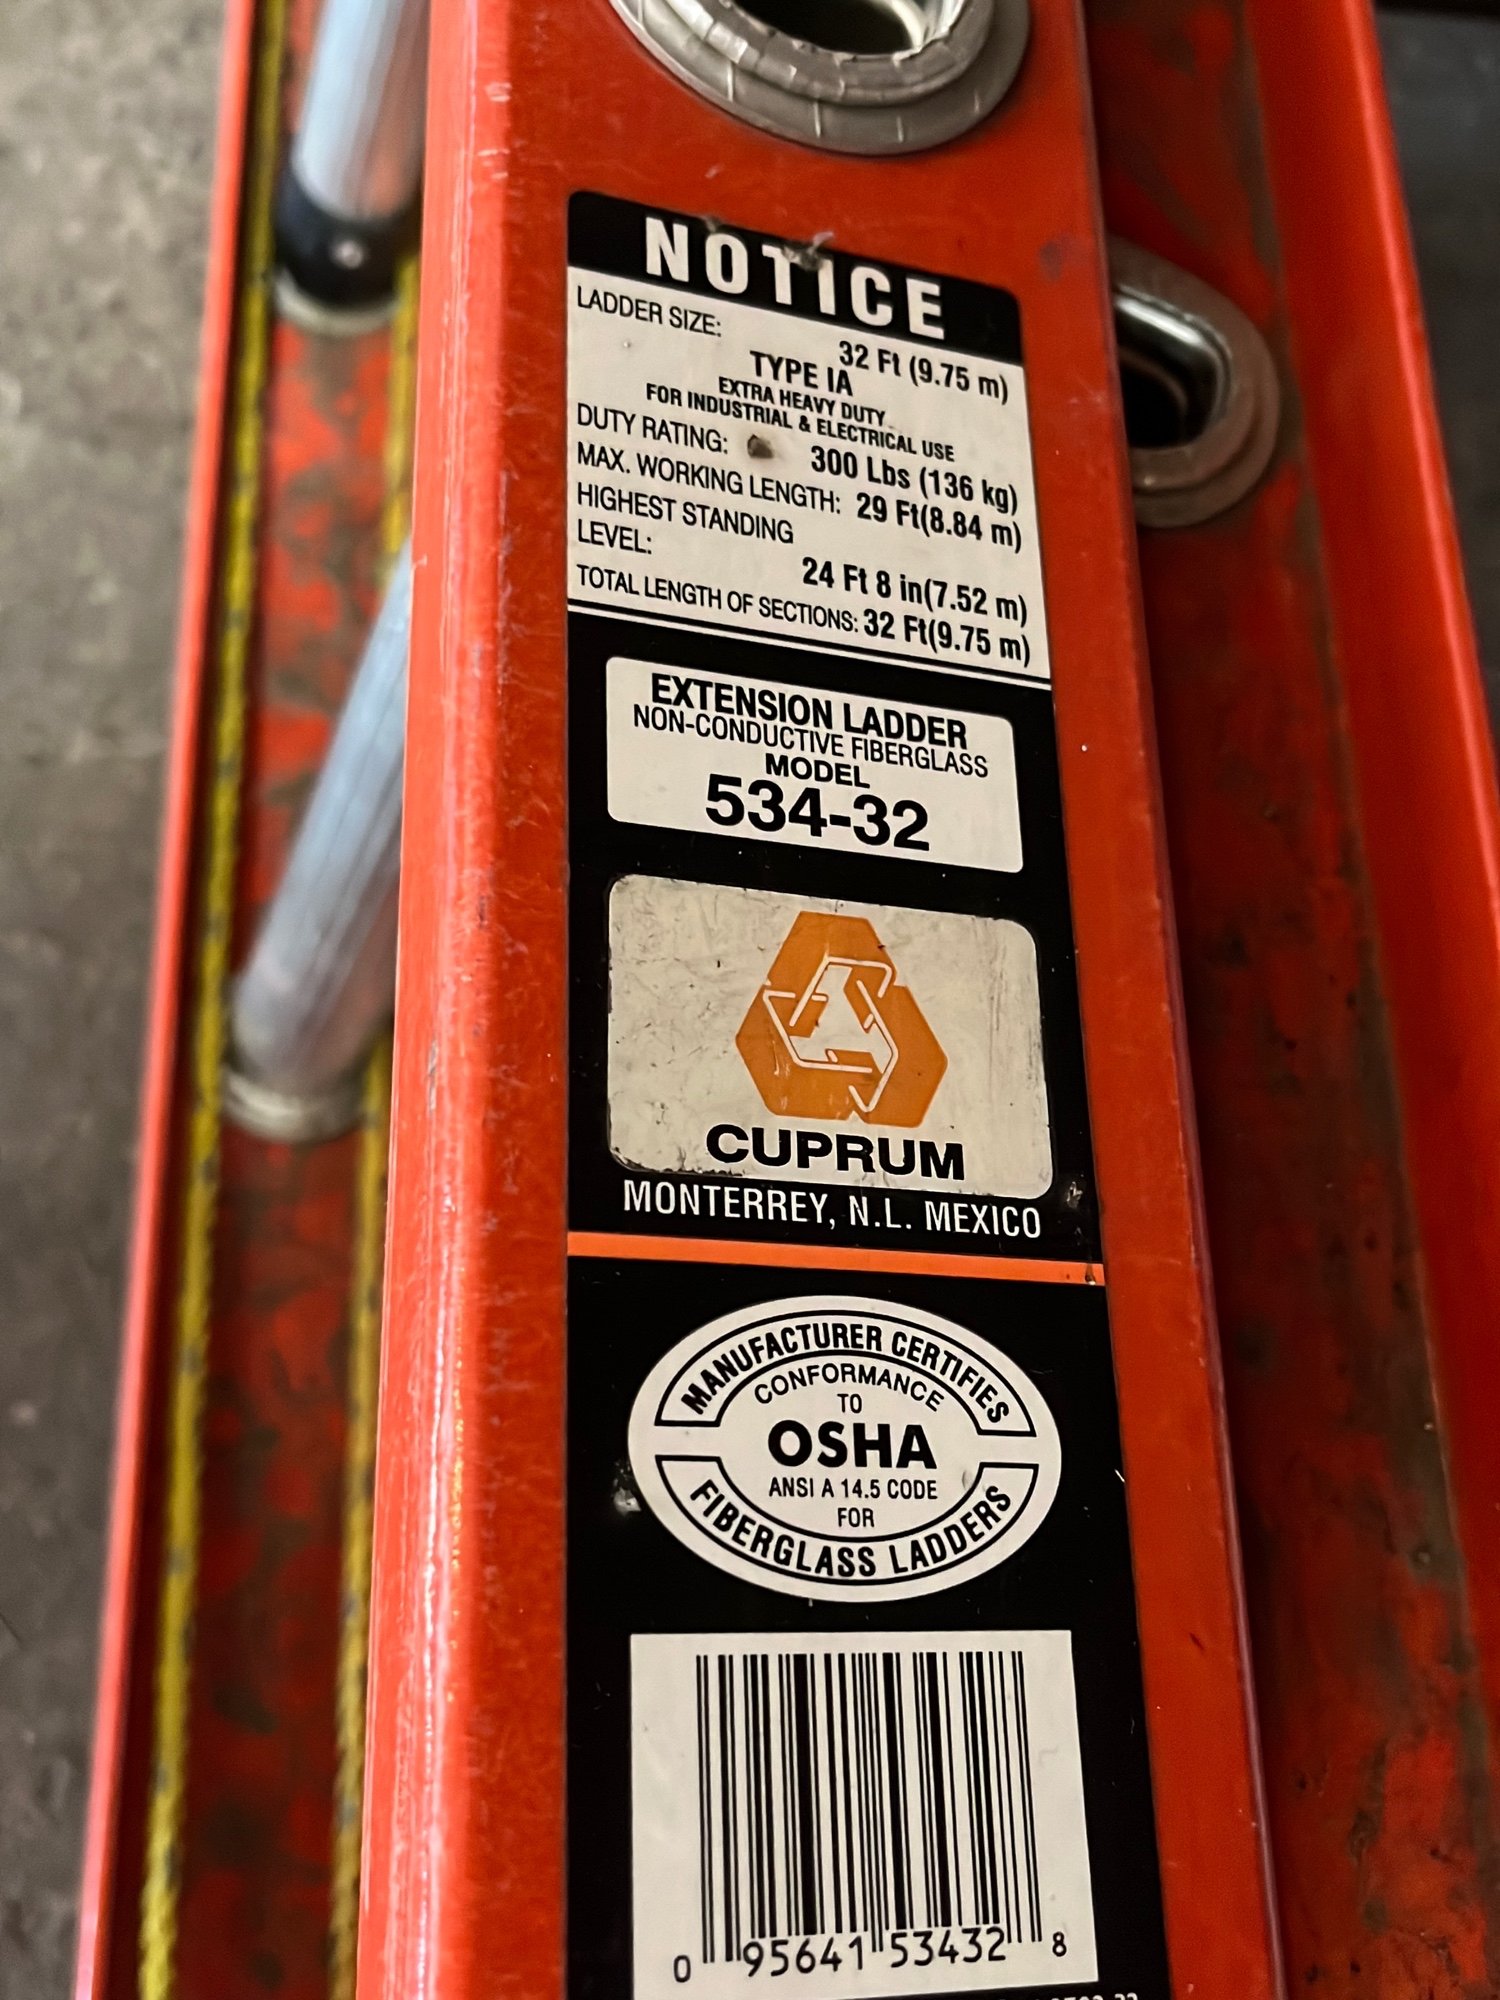 NOTICE
LADDER SIZE: 32 Ft (9.75 m)
TYPE IA
EXTRA HEAVY DUTY
FOR INDUSTRIAL & ELECTRICAL USE
DUTY RATING: 300 Lbs (136 kg)
MAX. WORKING LENGTH: 29 Ft(8.84 m)
HIGHEST STANDING
LEVEL: 24 Ft 8 in(7.52 m)
TOTAL LENGTH OF SECTIONS: 32 Ft(9.75 m)
EXTENSION LADDER
NON-CONDUCTIVE FIBERGLASS
MODEL
534-32
CUPRUM
MONTERREY, N.L. MEXICO
MANUFACTURER CERTIFIES
CONFORMANCE
TO
OSHA
ANSI A 14.5 CODE
FOR
FIBERGLASS LADDERS
0 95641 53432 8